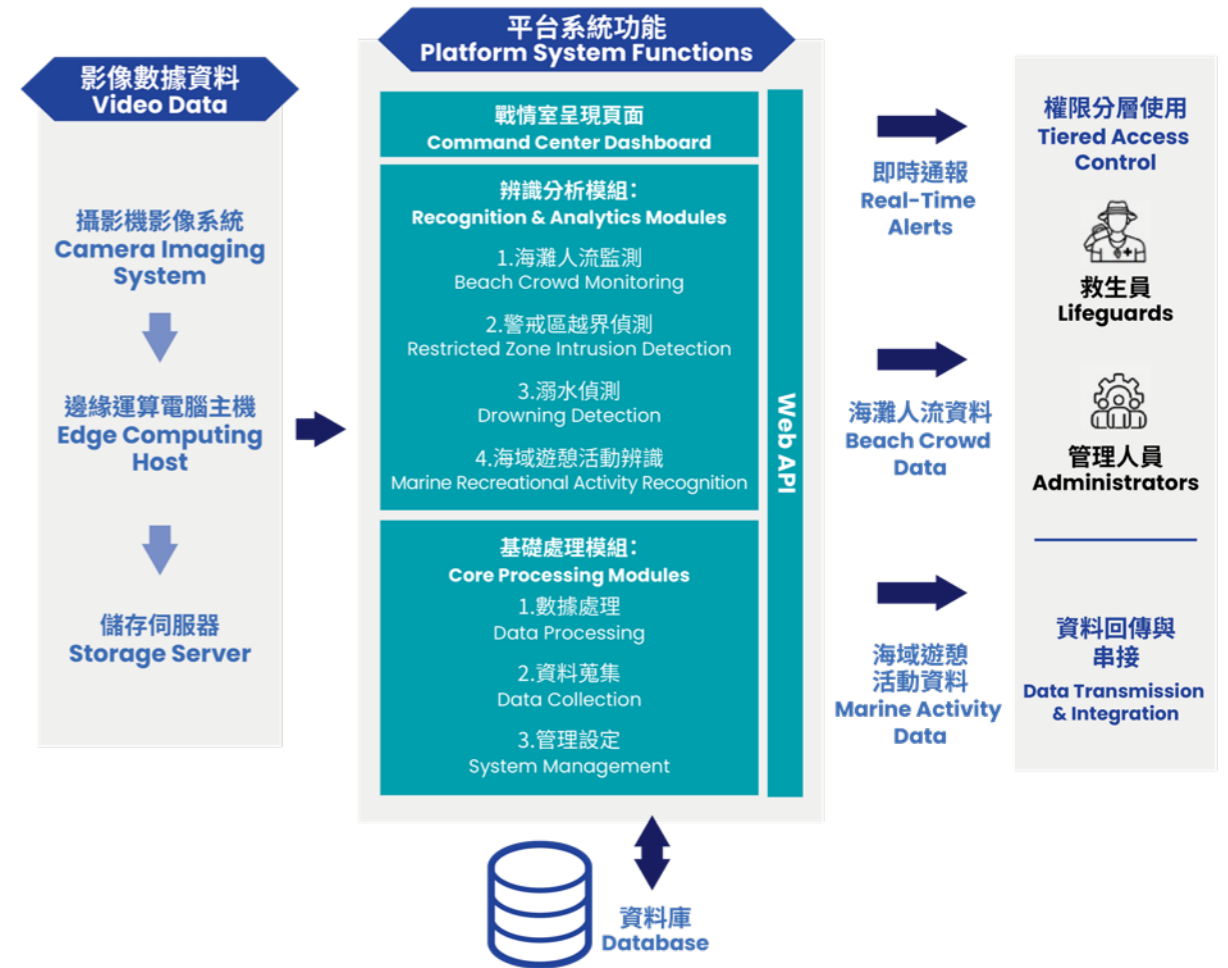 影像數據資料
Video Data
攝影機影像系統
Camera Imaging
System
邊緣運算電腦主機
Edge Computing
Host
儲存伺服器
Storage Server
平台系統功能
Platform System Functions
戰情室呈現頁面
Command Center Dashboard
辨識分析模組：
Recognition & Analytics Modules
1.海灘人流監測
Beach Crowd Monitoring
2.警戒區越界偵測
Restricted Zone Intrusion Detection
3.溺水偵測
Drowning Detection
4.海域遊憩活動辨識
Marine Recreational Activity Recognition
基礎處理模組：
Core Processing Modules
1.數據處理
Data Processing
2.資料蒐集
Data Collection
3.管理設定
System Management
Web API
資料庫
Database
即時通報
Real-Time
Alerts
海灘人流資料
Beach Crowd
Data
海域遊憩
活動資料
Marine Activity
Data
權限分層使用
Tiered Access
Control
救生員
Lifeguards
管理人員
Administrators
資料回傳與
串接
Data Transmission
& Integration